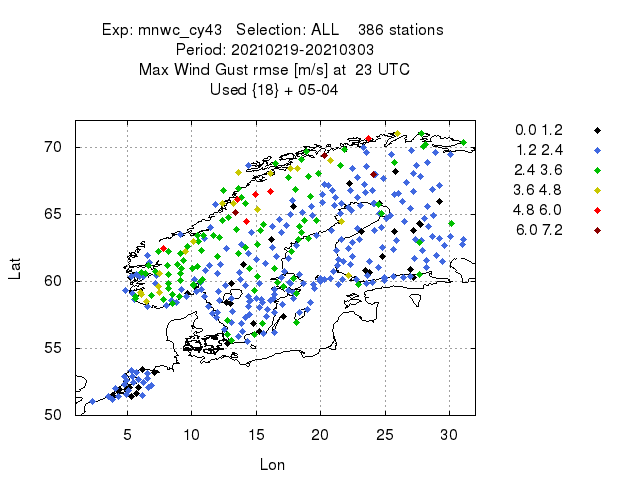 Exp: mnwc_cy43   Selection: ALL    386 stations
Period: 20210219-20210303
Max Wind Gust rmse [m/s] at  23 UTC
Used {18} + 05-04
70
65
60
55
50
Lat
5 10 15 20 25 30
Lon
0.0 1.2
1.2 2.4
2.4 3.6
3.6 4.8
4.8 6.0
6.0 7.2